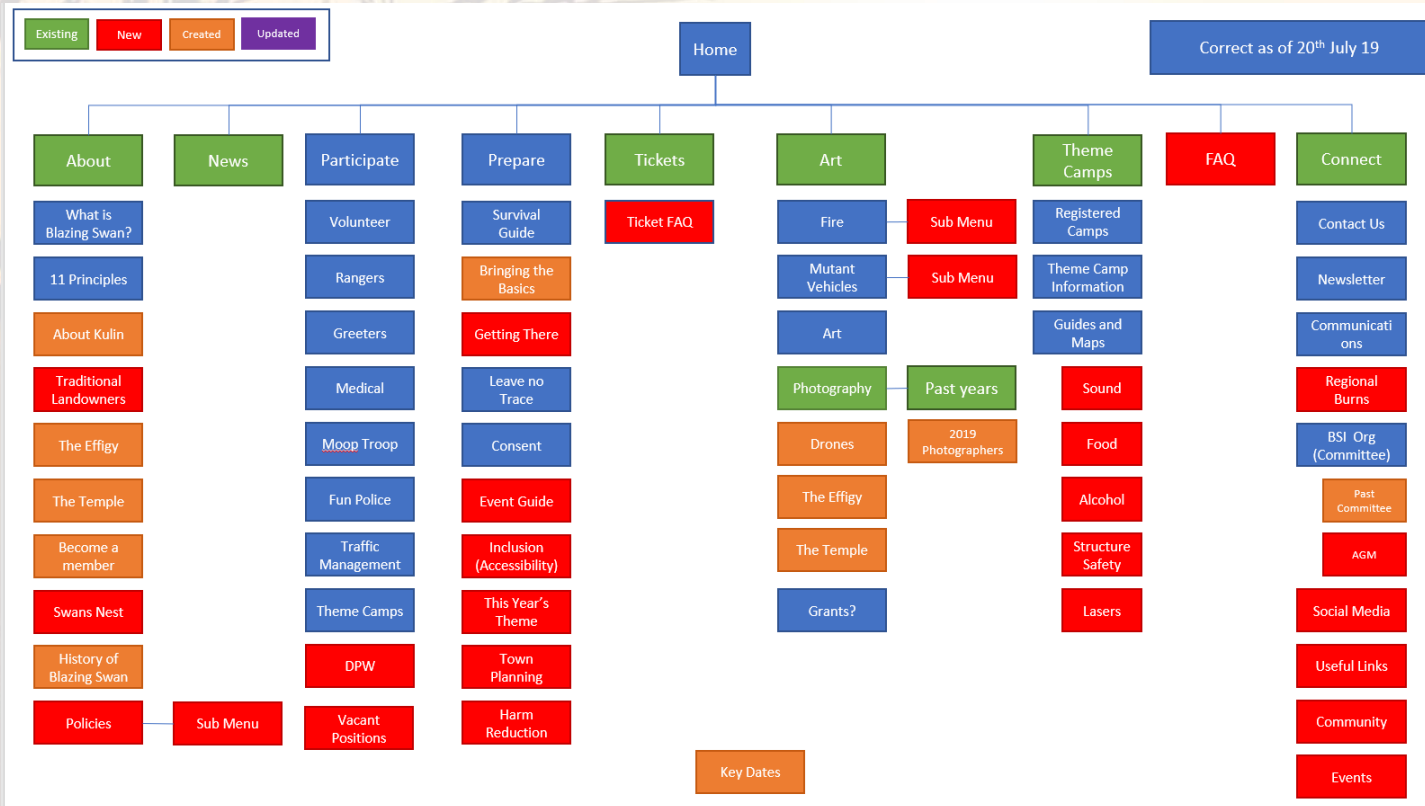 Existing
New
Created
Updated
Home
Correct as of 20th July 19
About
News
Participate
Prepare
Tickets
Art
Theme
Camps
FAQ
Connect
What is
Blazing Swan?
11 Principles
About Kulin
Traditional
Landowners
The Effigy
The Temple
Become a
member
Swans Nest
History of
Blazing Swan
Policies
Sub Menu
Volunteer
Rangers
Greeters
Medical
Moop Troop
Fun Police
Traffic
Management
Theme Camps
DPW
Vacant
Positions
Survival
Guide
Bringing the
Basics
Getting There
Leave no
Trace
Consent
Event Guide
Inclusion
(Accessibility)
This Year's
Theme
Town
Planning
Harm
Reduction
Ticket FAQ
Fire
Sub Menu
Mutant
Vehicles
Sub Menu
Art
Photography
Past years
Drones
2019
Photographers
The Effigy
The Temple
Grants?
Key Dates
Registered
Camps
Theme Camp
Information
Guides and
Maps
Sound
Food
Alcohol
Structure
Safety
Lasers
Contact Us
Newsletter
Communicati
ons
Regional
Burns
BSI Org
(Committee)
Past
Committee
AGM
Social Media
Useful Links
Community
Events